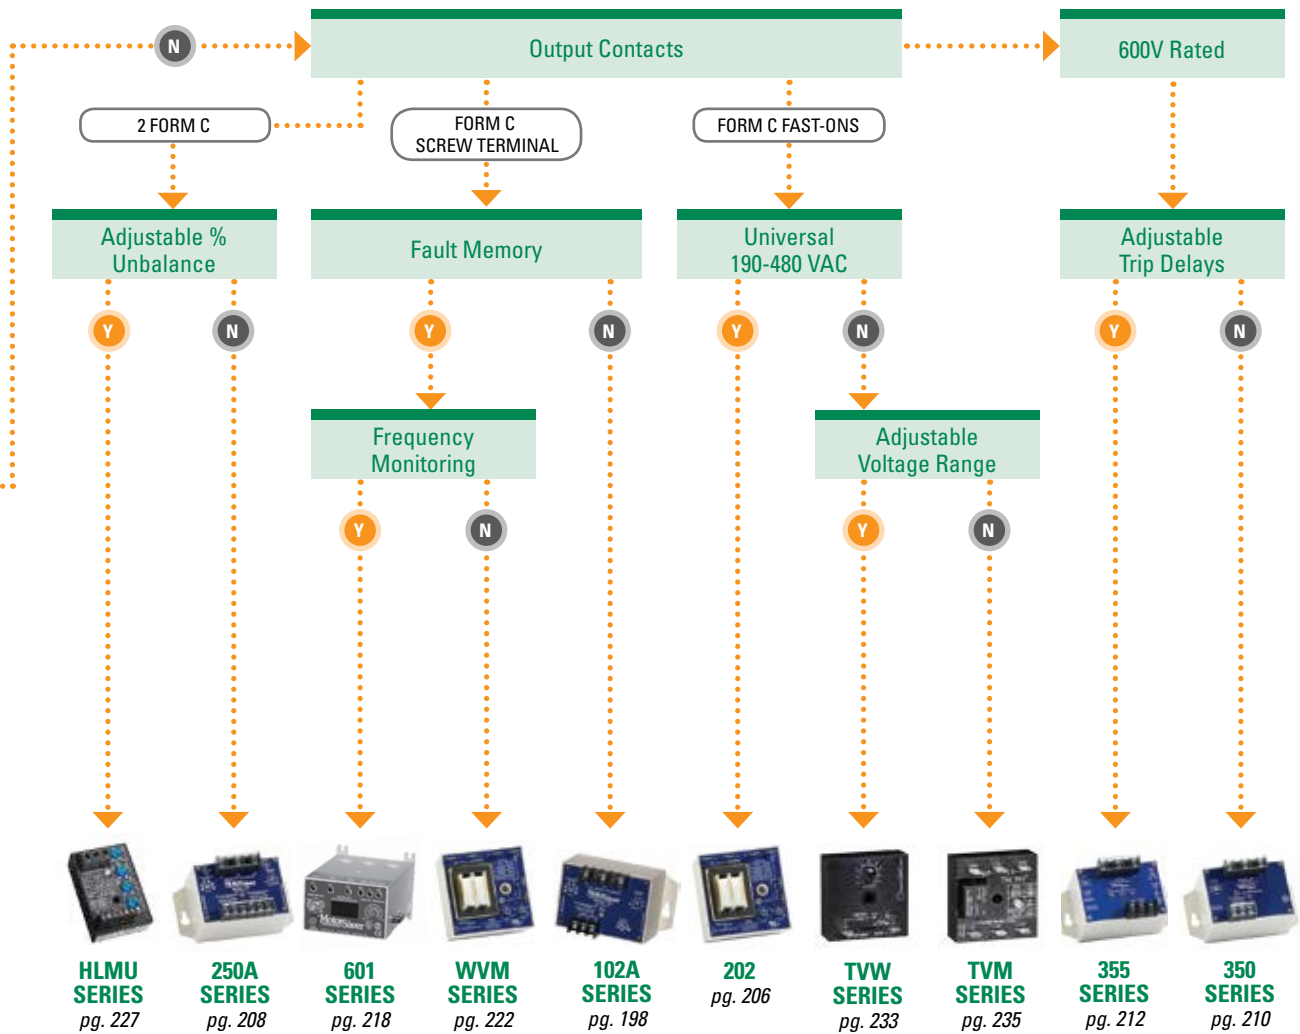 N
Output Contacts
600V Rated
2 FORM C
FORM C
SCREW TERMINAL
FORM C FAST-ONS
Adjustable %
Unbalance
Fault Memory
Universal
190-480 VAC
Adjustable
Trip Delays
Y
N
Y
N
Y
N
Y
N
Frequency
Monitoring
Adjustable
Voltage Range
Y
N
Y
N
MotorSaver
HLMU
SERIES
pg. 227
250A
SERIES
pg. 208
601
SERIES
pg. 218
WVM
SERIES
pg. 222
102A
SERIES
pg. 198
202
pg. 206
TVW
SERIES
pg. 233
TVM
SERIES
pg. 235
355
SERIES
pg. 212
350
SERIES
pg. 210